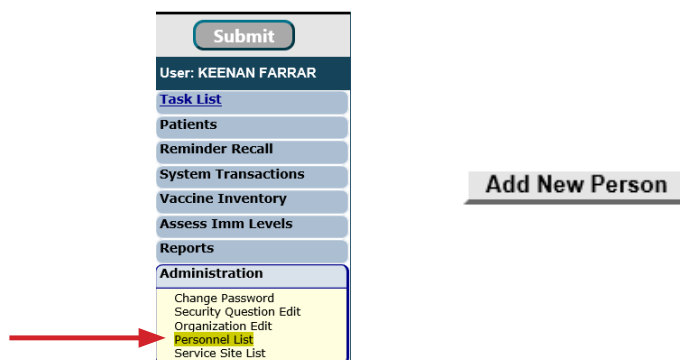 Submit
User: KEENAN FARRAR
Task List
Patients
Reminder Recall
System Transactions
Vaccine Inventory
Assess Imm Levels
Reports
Administration
Change Password
Security Question Edit
Organization Edit
Personnel List
Service Site List
Add New Person